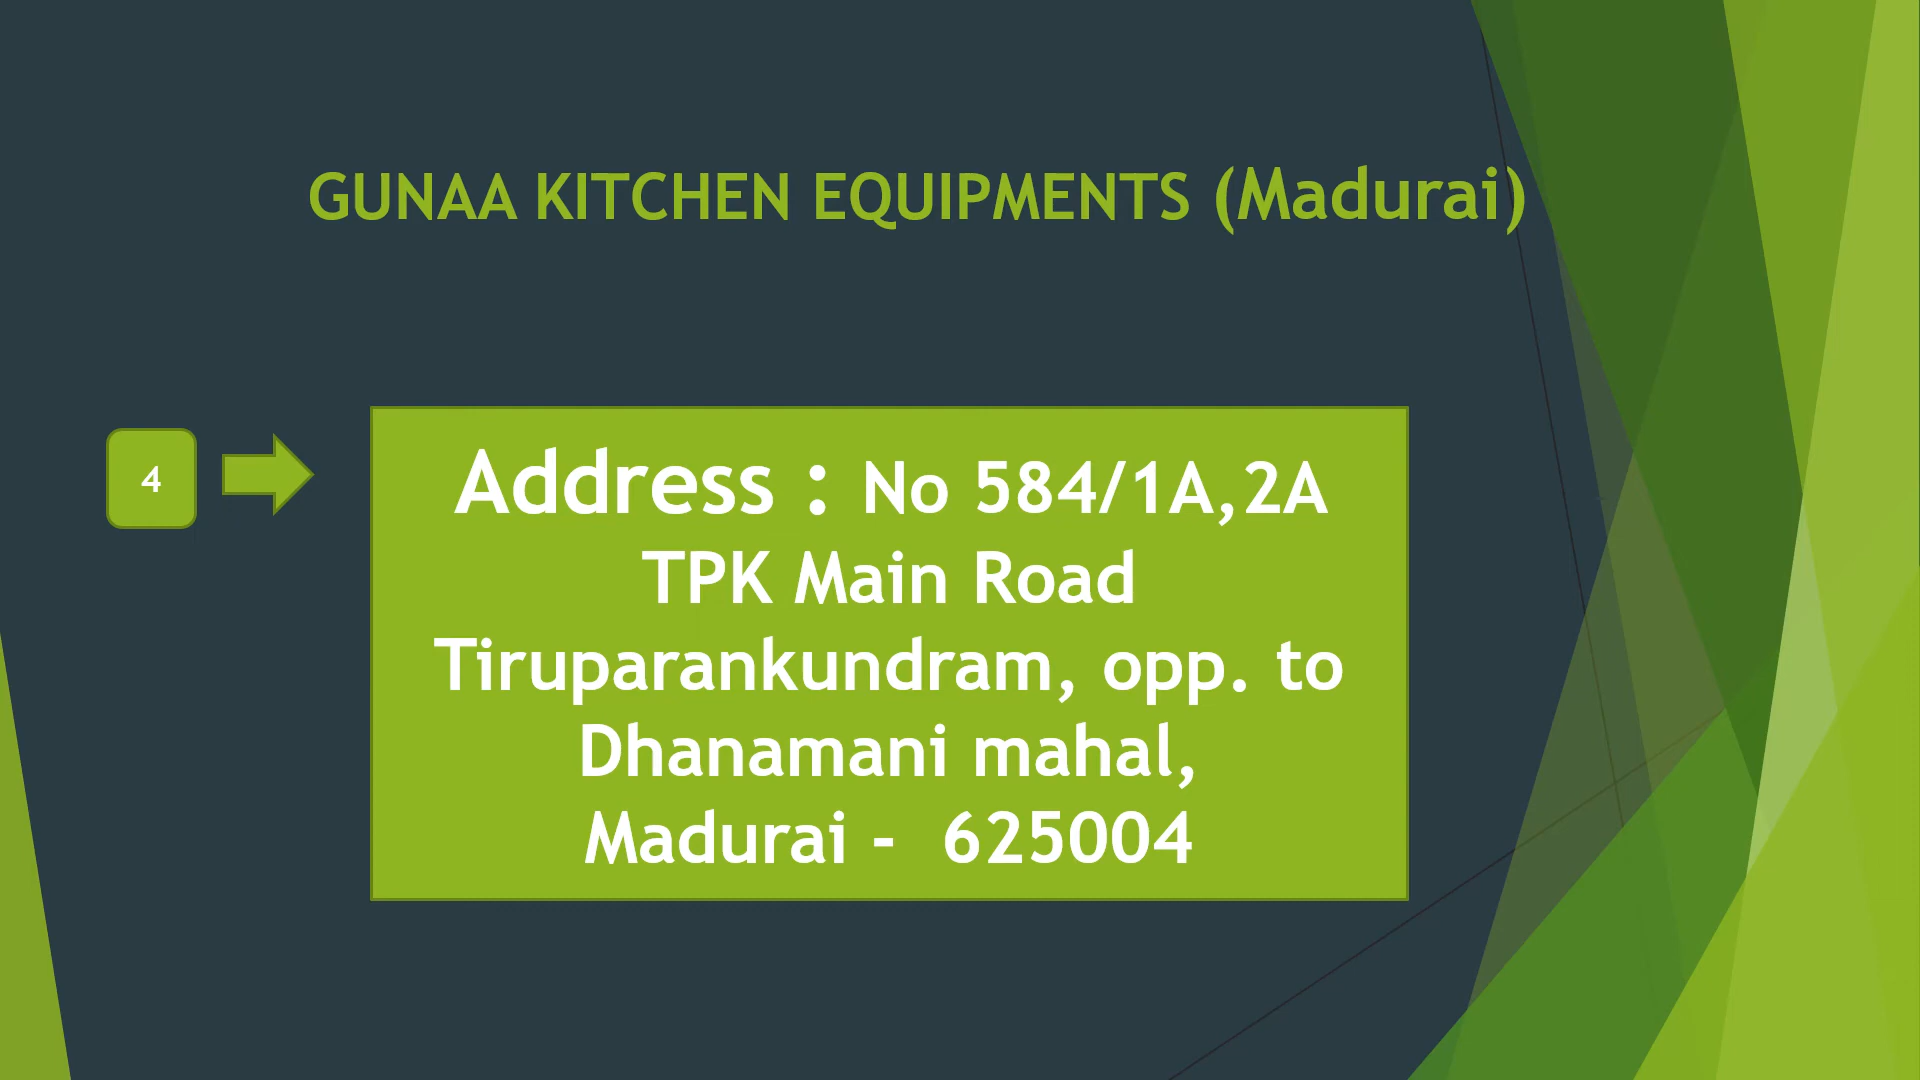 GUNAA KITCHEN EQUIPMENTS (Madurai)
4
Address : No 584/1A,2A
TPK Main Road
Tiruparankundram, opp. to
Dhanamani mahal,
Madurai -  625004